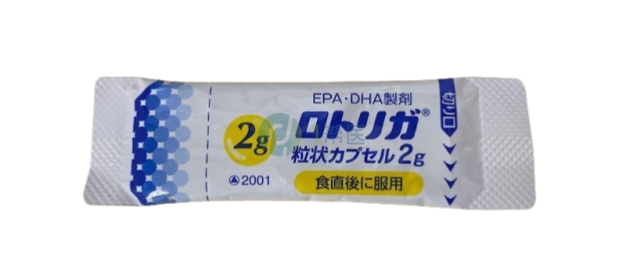 EPA・DHA製剤
ロトリガ®
2g
粒状カプセル2g
2001
食直後に服用
切り口